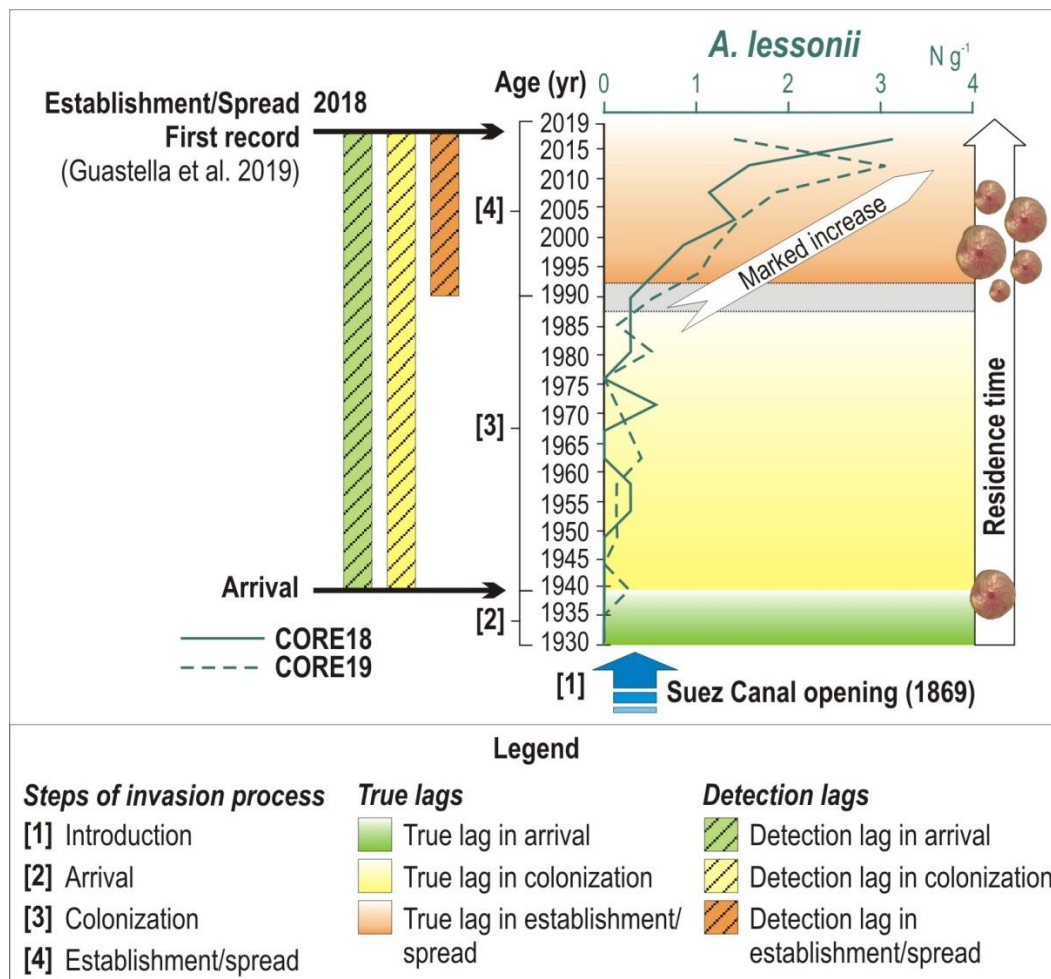 A. lessonii
N g-1
Age (yr)
0 1 2 3 4
Establishment/Spread 2018
First record
(Guastella et al. 2019)
2019
2015
2010
2005
2000
1995
1990
1985
1980
1975
1970
1965
1960
1955
1950
1945
1940
1935
1930
[4]
[3]
[2]
[1]
Marked increase
Residence time
Arrival
CORE18
CORE19
Suez Canal opening (1869)
Legend
Steps of invasion process
[1] Introduction
[2] Arrival
[3] Colonization
[4] Establishment/spread
True lags
True lag in arrival
True lag in colonization
True lag in establishment/
spread
Detection lags
Detection lag in arrival
Detection lag in colonization
Detection lag in
establishment/spread